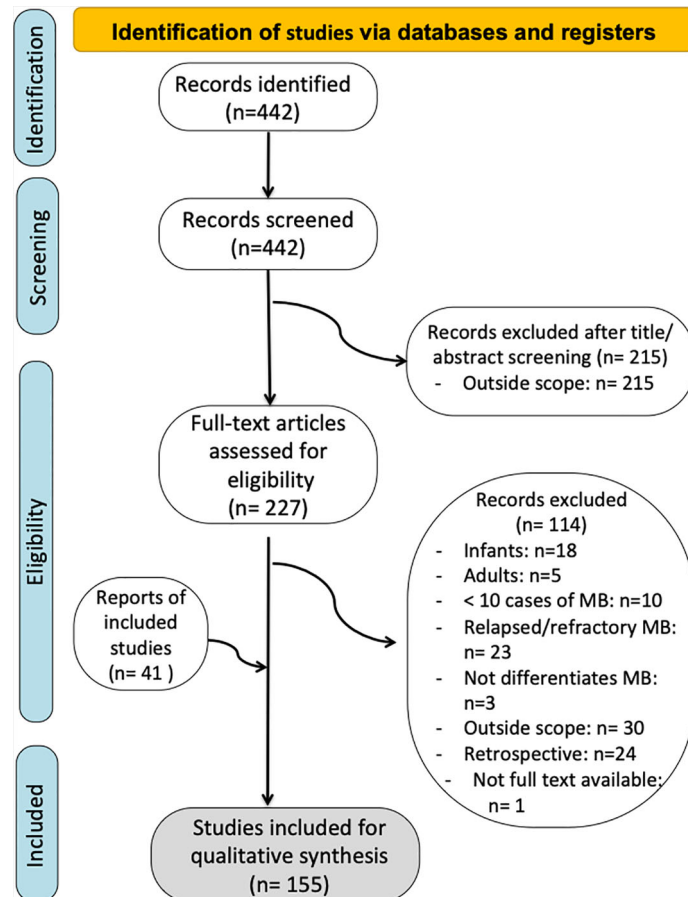 Identification of studies via databases and registers
Identification
Records identified
(n=442)
Screening
Records screened
(n=442)
Records excluded after title/
abstract screening (n= 215)
- Outside scope: n= 215
Eligibility
Full-text articles
assessed for
eligibility
(n= 227)
Records excluded
(n= 114)
- Infants: n=18
- Adults: n=5
- < 10 cases of MB: n=10
- Relapsed/refractory MB:
n= 23
- Not differentiates MB:
n=3
- Outside scope: n= 30
- Retrospective: n=24
- Not full text available:
n= 1
Reports of
included
studies
(n= 41 )
Included
Studies included for
qualitative synthesis
(n= 155)